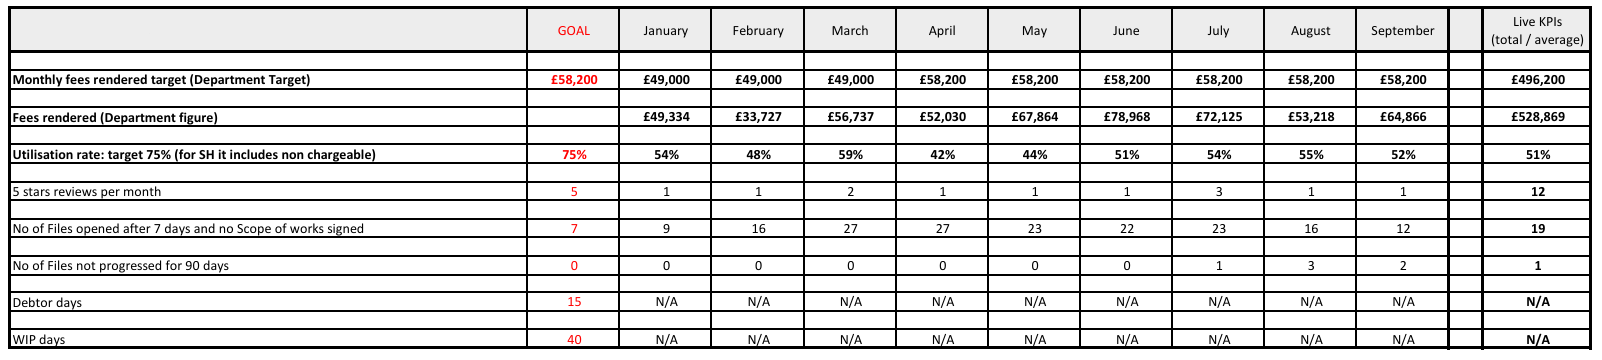 GOAL January February March April May June July August September Live KPIs
(total / average)
Monthly fees rendered target (Department Target) £58,200 £49,000 £49,000 £49,000 £58,200 £58,200 £58,200 £58,200 £58,200 £58,200 £496,200
Fees rendered (Department figure) £49,334 £33,727 £56,737 £52,030 £67,864 £78,968 £72,125 £53,218 £64,866 £528,869
Utilisation rate: target 75% (for SH it includes non chargeable) 75% 54% 48% 59% 42% 44% 51% 54% 55% 52% 51%
5 stars reviews per month 5 1 1 2 1 1 1 3 1 1 12
No of Files opened after 7 days and no Scope of works signed 7 9 16 27 27 23 22 23 16 12 19
No of Files not progressed for 90 days 0 0 0 0 0 0 0 1 3 2 1
Debtor days 15 N/A N/A N/A N/A N/A N/A N/A N/A N/A N/A
WIP days 40 N/A N/A N/A N/A N/A N/A N/A N/A N/A N/A